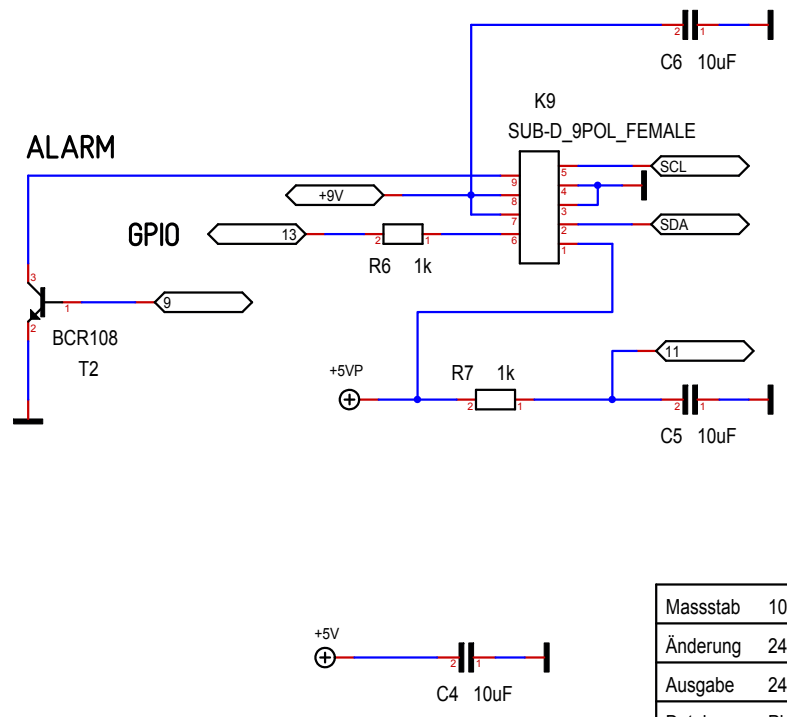 2 1
C6 10uF
K9
SUB-D_9POL_FEMALE
ALARM
9
8
7
6
5
4
3
2
1
SCL
+9V
SDA
GPIO
13
2 1
R6 1k
3
1
2
9
BCR108
T2
+5VP
R7 1k
2 1
11
2 1
C5 10uF
+5V
2 1
C4 10uF
Massstab 10
Änderung 24
Ausgabe 24